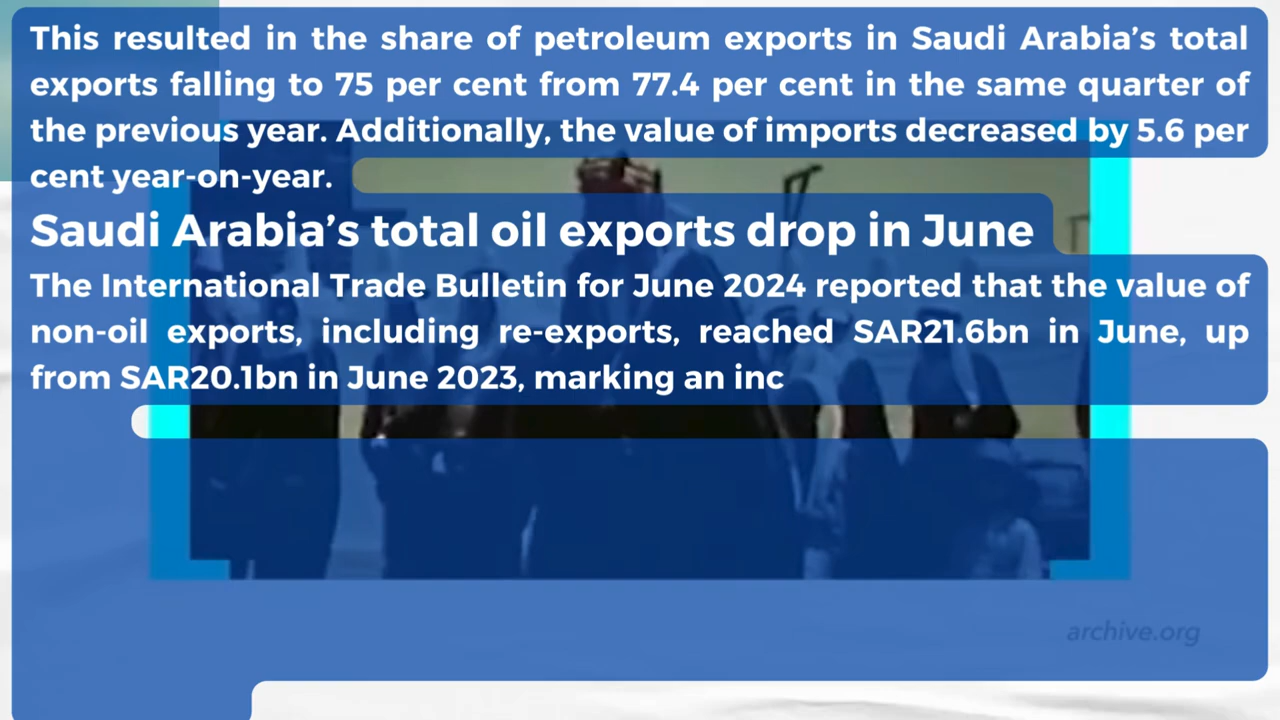 This resulted in the share of petroleum exports in Saudi Arabia’s total
exports falling to 75 per cent from 77.4 per cent in the same quarter of
the previous year. Additionally, the value of imports decreased by 5.6 per
cent year-on-year.
Saudi Arabia’s total oil exports drop in June
The International Trade Bulletin for June 2024 reported that the value of
non-oil exports, including re-exports, reached SAR21.6bn in June, up
from SAR20.1bn in June 2023, marking an inc
archive.org